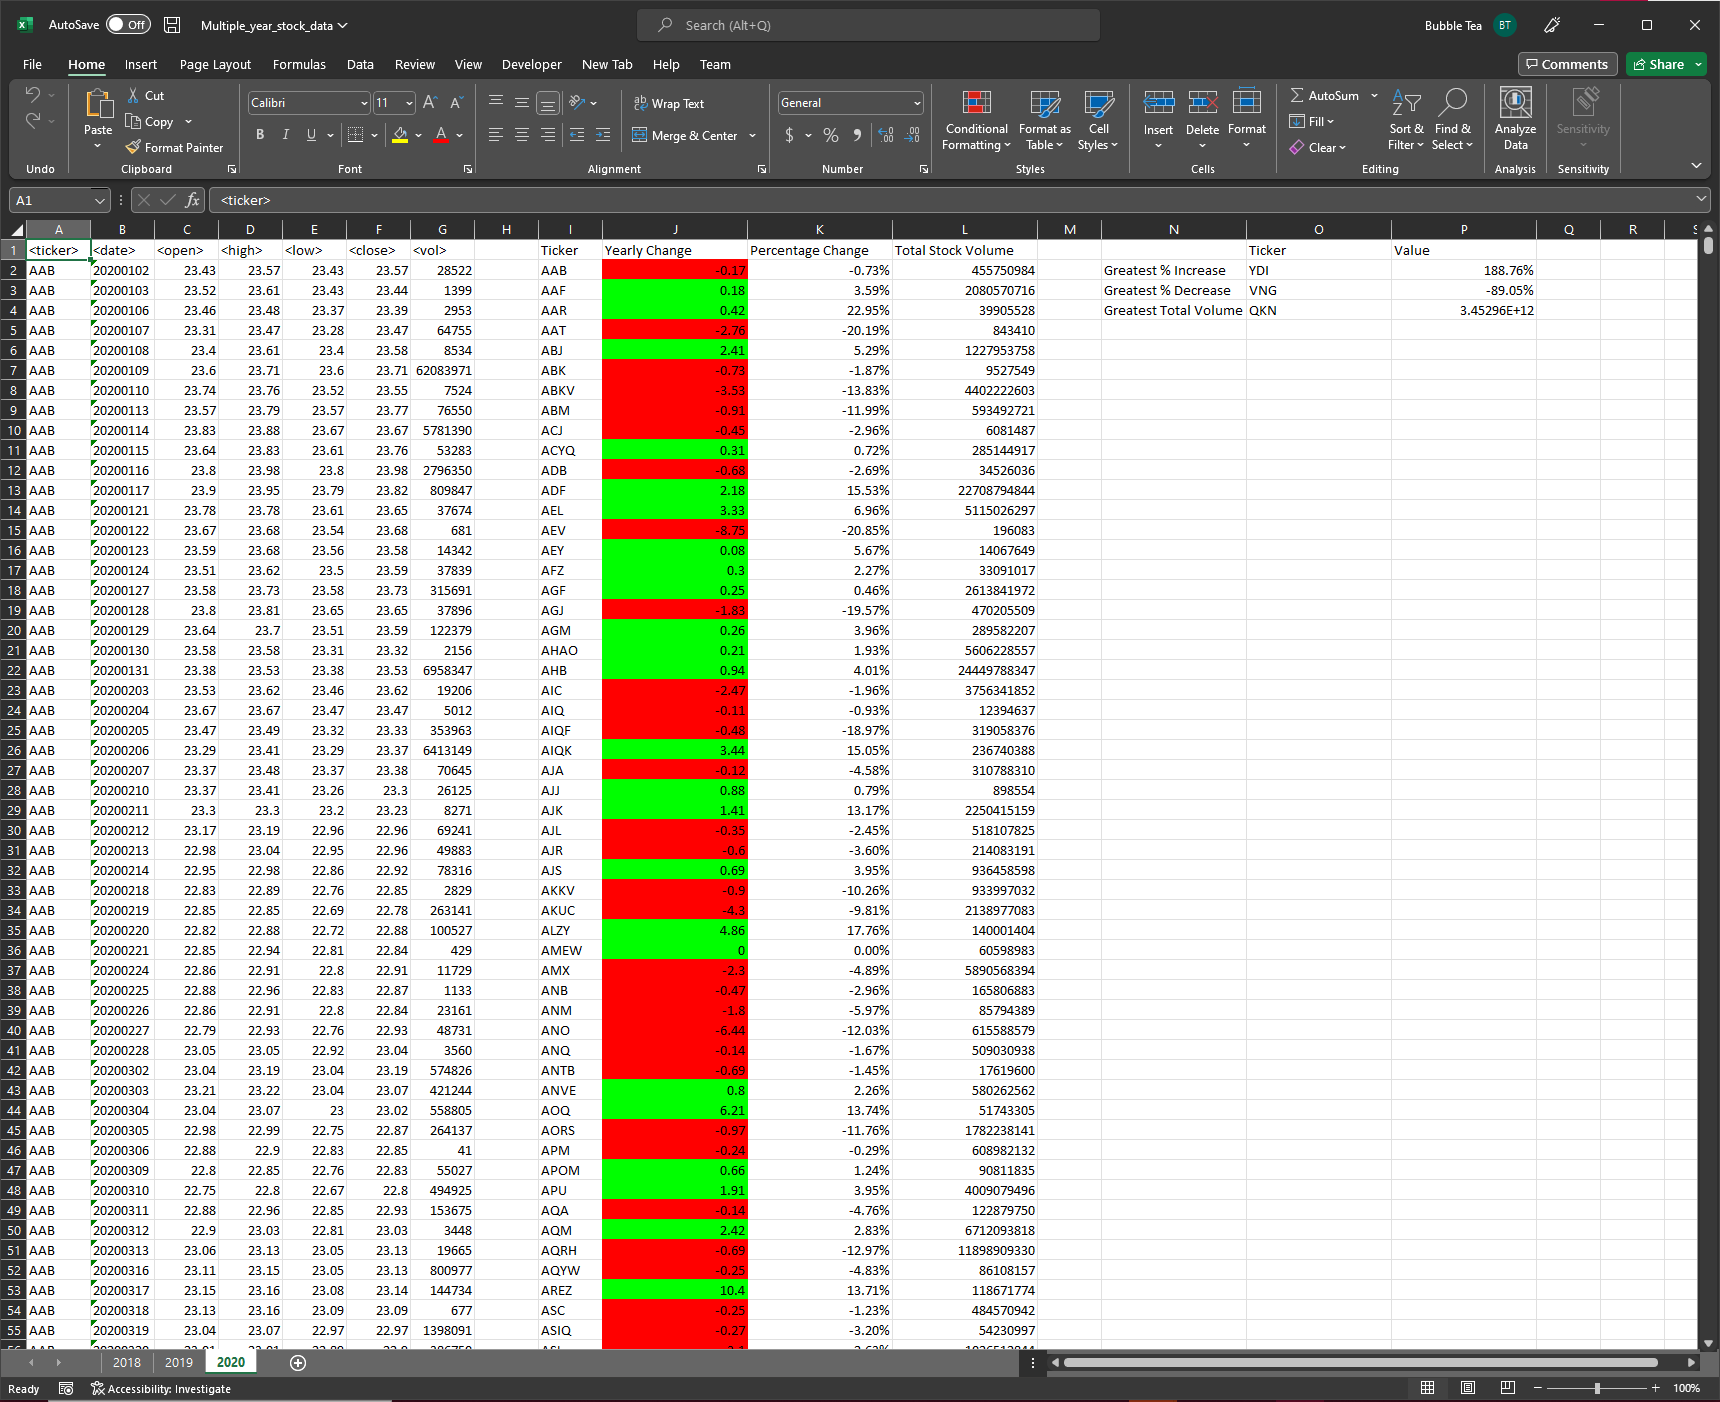 AutoSave Off Multiple_year_stock_data Search (Alt+Q) Bubble Tea BT
File Home Insert Page Layout Formulas Data Review View Developer New Tab Help Team Comments Share
Cut Calibri 11 Wrap Text General AutoSum
Paste Copy Merge & Center Conditional Formatting Format as Table Cell Styles Insert Delete Format Fill Sort & Filter Find & Select Analyze Data Sensitivity
Format Painter Clear
Undo Clipboard Font Alignment Number Styles Cells Editing Analysis Sensitivity
A1 fx <ticker>
A B C D E F G H I J K L M N O P Q R S
1 <ticker> <date> <open> <high> <low> <close> <vol> Ticker Yearly Change Percentage Change Total Stock Volume Ticker Value
2 AAB 20200102 23.43 23.57 23.43 23.57 28522 AAB -0.17 -0.73% 455750984 Greatest % Increase YDI 188.76%
3 AAB 20200103 23.52 23.61 23.43 23.44 1399 AAF 0.18 3.59% 2080570716 Greatest % Decrease VNG -89.05%
4 AAB 20200106 23.46 23.48 23.37 23.39 2953 AAR 0.42 22.95% 39905528 Greatest Total Volume QKN 3.45296E+12
5 AAB 20200107 23.31 23.47 23.28 23.47 64755 AAT -2.76 -20.19% 843410
6 AAB 20200108 23.4 23.61 23.4 23.58 8534 ABJ 2.41 5.29% 1227953758
7 AAB 20200109 23.6 23.71 23.6 23.71 62083971 ABK -0.73 -1.87% 9527549
8 AAB 20200110 23.74 23.76 23.52 23.55 7524 ABKV -3.53 -13.83% 4402222603
9 AAB 20200113 23.57 23.79 23.57 23.77 76550 ABM -0.91 -11.99% 593492721
10 AAB 20200114 23.83 23.88 23.67 23.67 5781390 ACJ -0.45 -2.96% 6081487
11 AAB 20200115 23.64 23.83 23.61 23.76 53283 ACYQ 0.31 0.72% 285144917
12 AAB 20200116 23.8 23.98 23.8 23.98 2796350 ADB -0.68 -2.69% 34526036
13 AAB 20200117 23.9 23.95 23.79 23.82 809847 ADF 2.18 15.53% 22708794844
14 AAB 20200121 23.78 23.78 23.61 23.65 37674 AEL 3.33 6.96% 5115026297
15 AAB 20200122 23.67 23.68 23.54 23.68 681 AEV -8.75 -20.85% 196083
16 AAB 20200123 23.59 23.68 23.56 23.58 14342 AEY 0.08 5.67% 14067649
17 AAB 20200124 23.51 23.62 23.5 23.59 37839 AFZ 0.3 2.27% 33091017
18 AAB 20200127 23.58 23.73 23.58 23.73 315691 AGF 0.25 0.46% 2613841972
19 AAB 20200128 23.8 23.81 23.65 23.65 37896 AGJ -1.83 -19.57% 470205509
20 AAB 20200129 23.64 23.7 23.51 23.59 122379 AGM 0.26 3.96% 289582207
21 AAB 20200130 23.58 23.58 23.31 23.32 2156 AHAO 0.21 1.93% 5606228557
22 AAB 20200131 23.38 23.53 23.38 23.53 6958347 AHB 0.94 4.01% 24449788347
23 AAB 20200203 23.53 23.62 23.46 23.62 19206 AIC -2.47 -1.96% 3756341852
24 AAB 20200204 23.67 23.67 23.47 23.47 5012 AIQ -0.11 -0.93% 12394637
25 AAB 20200205 23.47 23.49 23.32 23.33 353963 AIQF -0.48 -18.97% 319058376
26 AAB 20200206 23.29 23.41 23.29 23.37 6413149 AIQK 3.44 15.05% 236740388
27 AAB 20200207 23.37 23.48 23.37 23.38 70645 AJA -0.12 -4.58% 310788310
28 AAB 20200210 23.37 23.41 23.26 23.3 26125 AJJ 0.88 0.79% 898554
29 AAB 20200211 23.3 23.3 23.2 23.23 8271 AJK 1.41 13.17% 2250415159
30 AAB 20200212 23.17 23.19 22.96 22.96 69241 AJL -0.35 -2.45% 518107825
31 AAB 20200213 22.98 23.04 22.95 22.96 49883 AJR -0.6 -3.60% 214083191
32 AAB 20200214 22.95 22.98 22.86 22.92 78316 AJS 0.69 3.95% 936458598
33 AAB 20200218 22.83 22.89 22.76 22.85 2829 AKKV -0.9 -10.26% 933997032
34 AAB 20200219 22.85 22.85 22.69 22.78 263141 AKUC -4.3 -9.81% 2138977083
35 AAB 20200220 22.82 22.88 22.72 22.88 100527 ALZY 4.86 17.76% 140001404
36 AAB 20200221 22.85 22.94 22.81 22.84 429 AMEW 0 0.00% 60598983
37 AAB 20200224 22.86 22.91 22.8 22.91 11729 AMX -2.3 -4.89% 5890568394
38 AAB 20200225 22.88 22.96 22.83 22.87 1133 ANB -0.47 -2.96% 165806883
39 AAB 20200226 22.86 22.91 22.8 22.84 23161 ANM -1.8 -5.97% 85794389
40 AAB 20200227 22.79 22.93 22.76 22.93 48731 ANO -6.44 -12.03% 615588579
41 AAB 20200228 23.05 23.05 22.92 23.04 3560 ANQ -0.14 -1.67% 509030938
42 AAB 20200302 23.04 23.19 23.04 23.19 574826 ANTB -0.69 -1.45% 17619600
43 AAB 20200303 23.21 23.22 23.04 23.07 421244 ANVE 0.8 2.26% 580262562
44 AAB 20200304 23.04 23.07 23 23.02 558805 AOQ 6.21 13.74% 51743305
45 AAB 20200305 22.98 22.99 22.75 22.87 264137 AORS -0.97 -11.76% 1782238141
46 AAB 20200306 22.88 22.9 22.83 22.85 41 APM -0.24 -0.29% 608982132
47 AAB 20200309 22.8 22.85 22.76 22.83 55027 APOM 0.66 1.24% 90811835
48 AAB 20200310 22.75 22.8 22.67 22.8 494925 APU 1.91 3.95% 4009079496
49 AAB 20200311 22.88 22.96 22.85 22.93 153675 AQA -0.14 -4.76% 122879750
50 AAB 20200312 22.9 23.03 22.81 23.03 3448 AQM 2.42 2.83% 6712093818
51 AAB 20200313 23.06 23.13 23.05 23.13 19665 AQRH -0.69 -12.97% 11898909330
52 AAB 20200316 23.11 23.15 23.05 23.13 800977 AQYW -0.25 -4.83% 86108157
53 AAB 20200317 23.15 23.16 23.08 23.14 144734 AREZ 10.4 13.71% 118671774
54 AAB 20200318 23.13 23.16 23.09 23.09 677 ASC -0.25 -1.23% 484570942
55 AAB 20200319 23.04 23.07 22.97 22.97 1398091 ASIQ -0.27 -3.20% 54230997
2018 2019 2020
Ready Accessibility: Investigate 100%